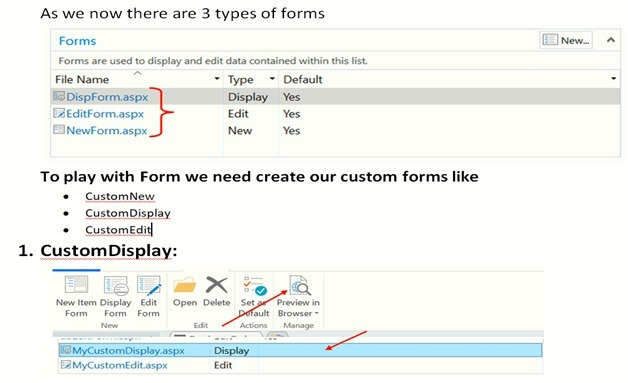 As we now there are 3 types of forms
Forms
New...
Forms are used to display and edit data contained within this list.
File Name Type Default
DispForm.aspx Display Yes
EditForm.aspx Edit Yes
NewForm.aspx New Yes
To play with Form we need create our custom forms like
• CustomNew
• CustomDisplay
• CustomEdit
1. CustomDisplay:
New Item Display Edit Open Delete Set as Preview in
Form Form Form Default Browser
New Edit Actions Manage
MyCustomDisplay.aspx Display
MyCustomEdit.aspx Edit